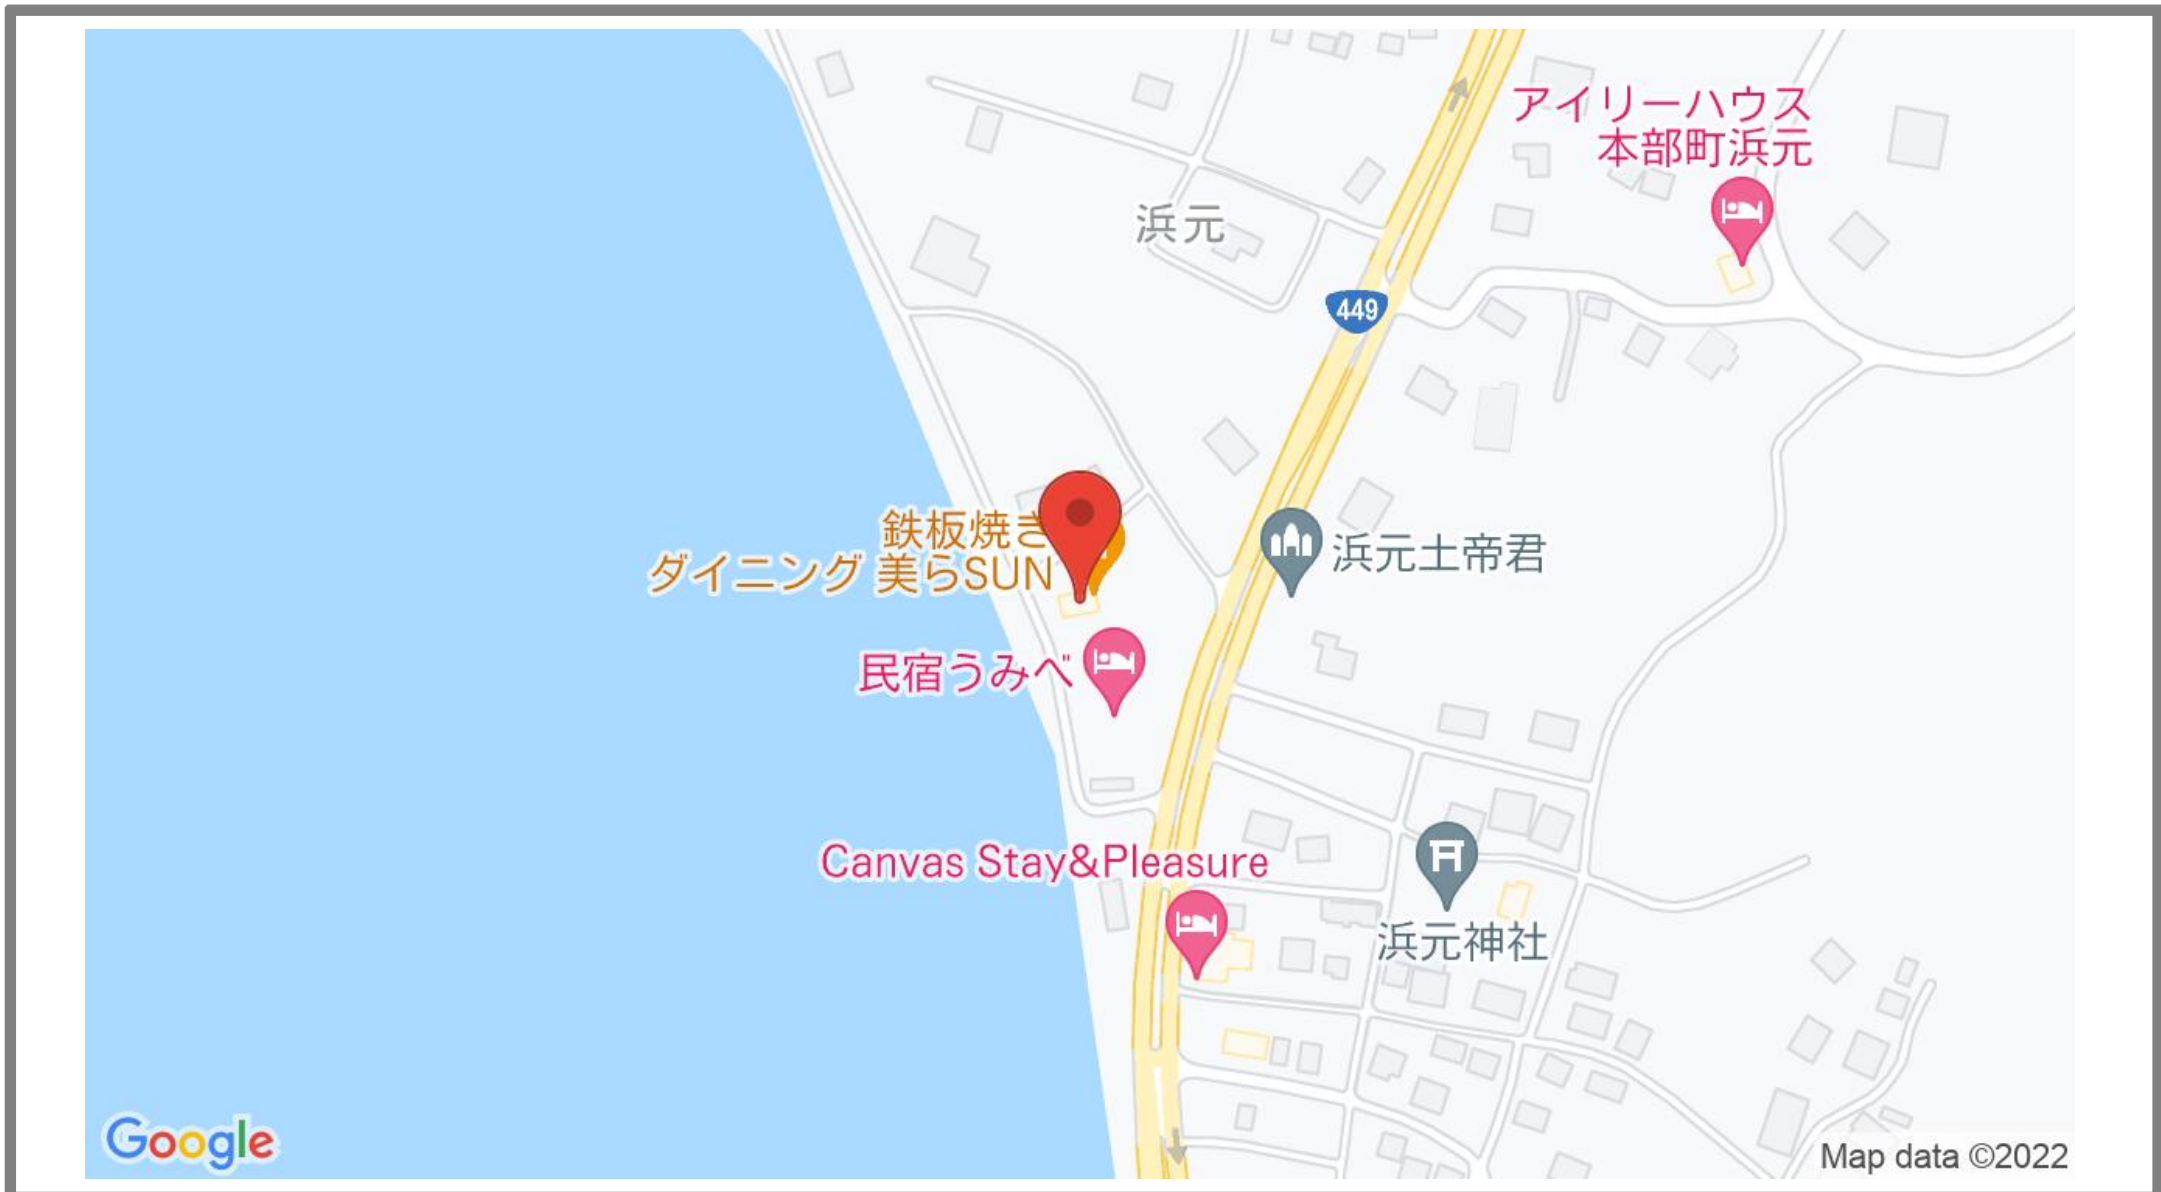 アイリーハウス
本部町浜元
浜元
449
鉄板焼き
ダイニング 美らSUN
浜元土帝君
民宿うみべ
Canvas Stay&Pleasure
浜元神社
Google
Map data ©2022